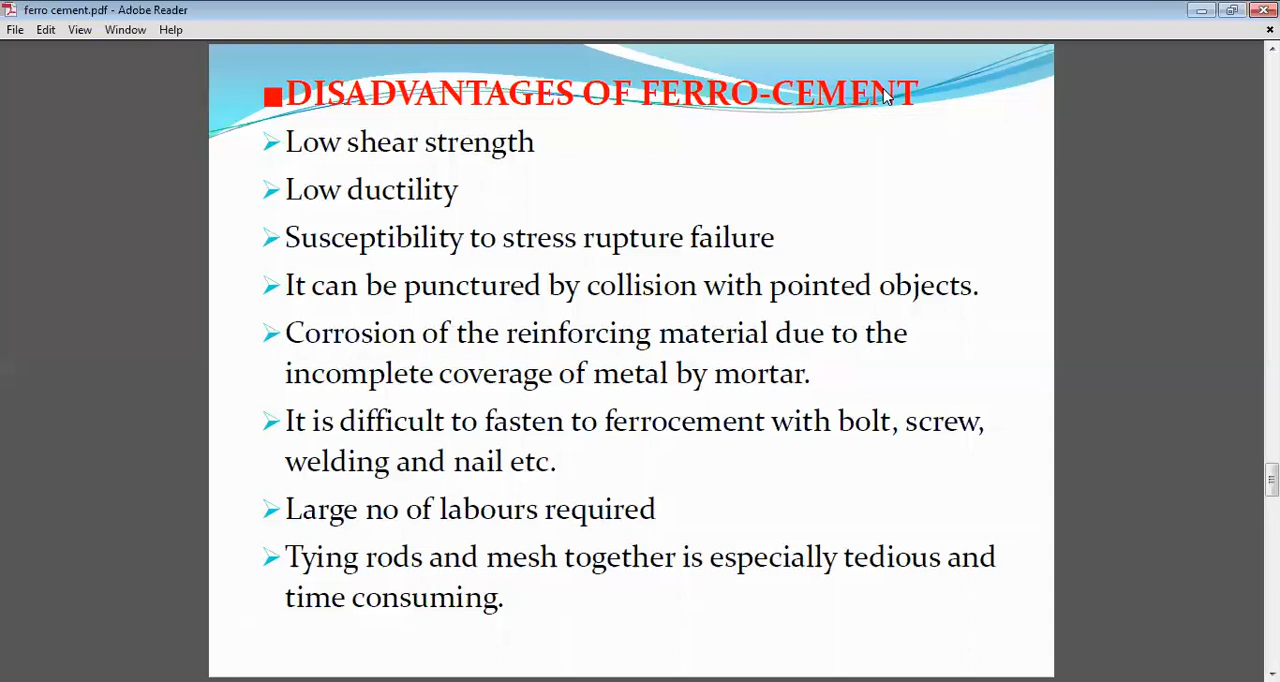 ferro cement.pdf - Adobe Reader
File Edit View Window Help
DISADVANTAGES OF FERRO-CEMENT
Low shear strength
Low ductility
Susceptibility to stress rupture failure
It can be punctured by collision with pointed objects.
Corrosion of the reinforcing material due to the
incomplete coverage of metal by mortar.
It is difficult to fasten to ferrocement with bolt, screw,
welding and nail etc.
Large no of labours required
Tying rods and mesh together is especially tedious and
time consuming.